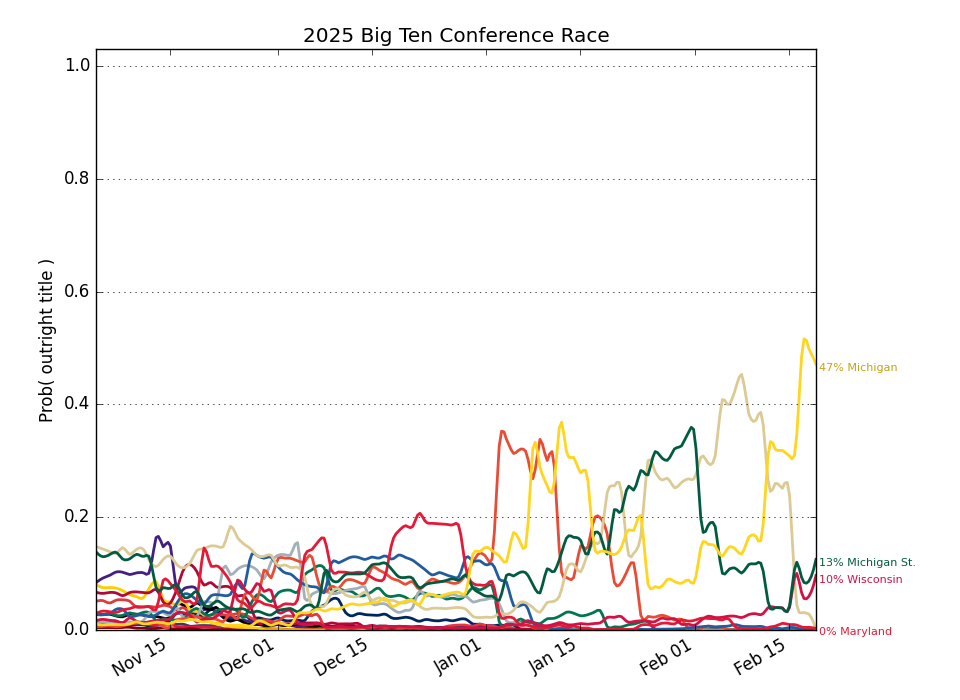 2025 Big Ten Conference Race
Prob( outright title )
1.0
0.8
0.6
0.4
0.2
0.0
47% Michigan
13% Michigan St.
10% Wisconsin
0% Maryland
Nov 15
Dec 01
Dec 15
Jan 01
Jan 15
Feb 01
Feb 15